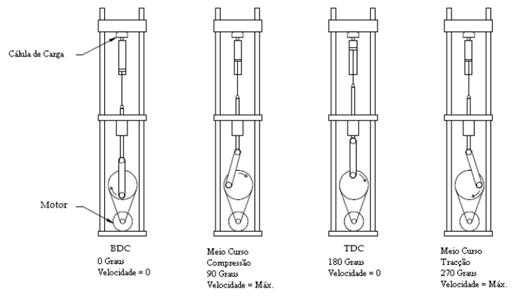 Cálula de Carga
Motor
BDC
0 Graus
Velocidade = 0
Meio Curso
Compressão
90 Graus
Velocidade = Máx.
TDC
180 Graus
Velocidade = 0
Meio Curso
Tracção
270 Graus
Velocidade = Máx.